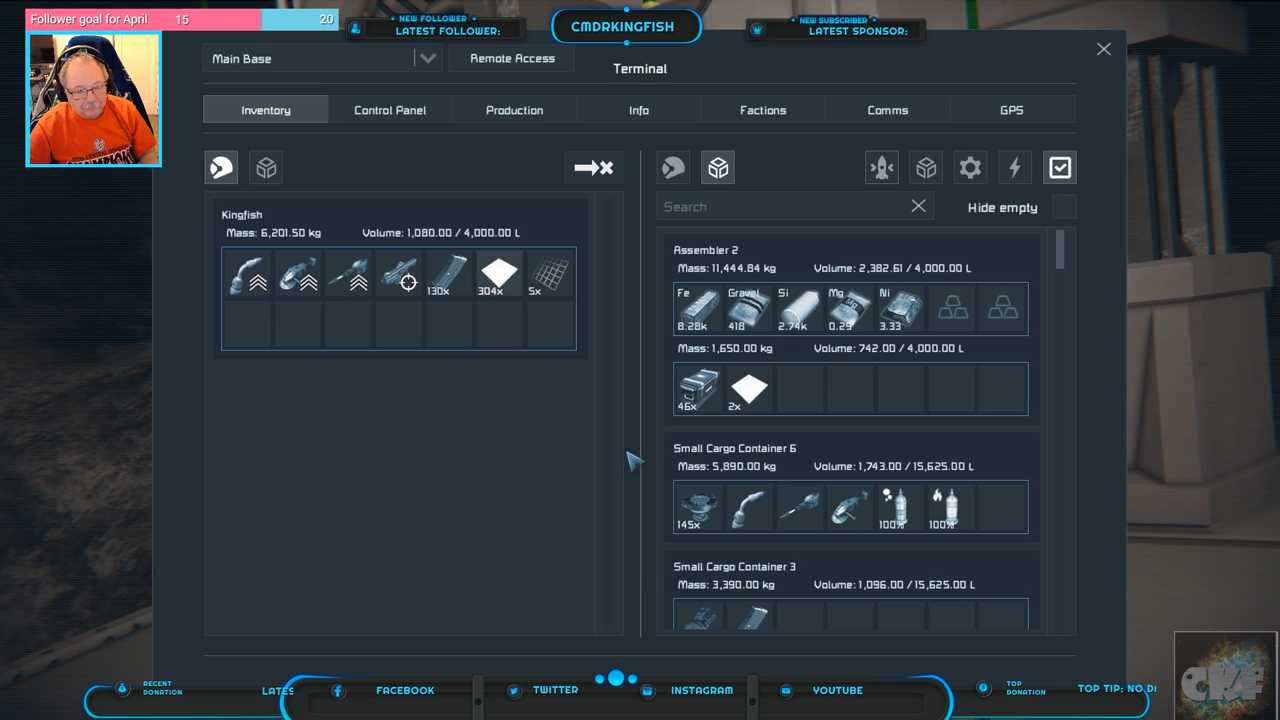 Follower goal for April 15 20
NEW FOLLOWER
LATEST FOLLOWER:
CMDRKINGFISH
NEW SUBSCRIBER
LATEST SPONSOR:
Main Base
Remote Access
Terminal
Inventory
Control Panel
Production
Info
Factions
Comms
GPS
Search
Hide empty
Kingfish
Mass: 6,201.50 kg Volume: 1,080.00 / 4,000.00 L
130x 304x 5x
Assembler 2
Mass: 11,444.84 kg Volume: 2,382.61 / 4,000.00 L
Fe Gravel Si Mg Ni
8.28k 418 2.74k 0.29 3.33
Mass: 1,650.00 kg Volume: 742.00 / 4,000.00 L
46x 2x
Small Cargo Container 6
Mass: 5,890.00 kg Volume: 1,743.00 / 15,625.00 L
145x 100% 100%
Small Cargo Container 3
Mass: 3,390.00 kg Volume: 1,096.00 / 15,625.00 L
RECENT
DONATION
LATES
FACEBOOK
TWITTER
INSTAGRAM
YOUTUBE
TOP
DONATION
TOP TIP: NO DI
CKF